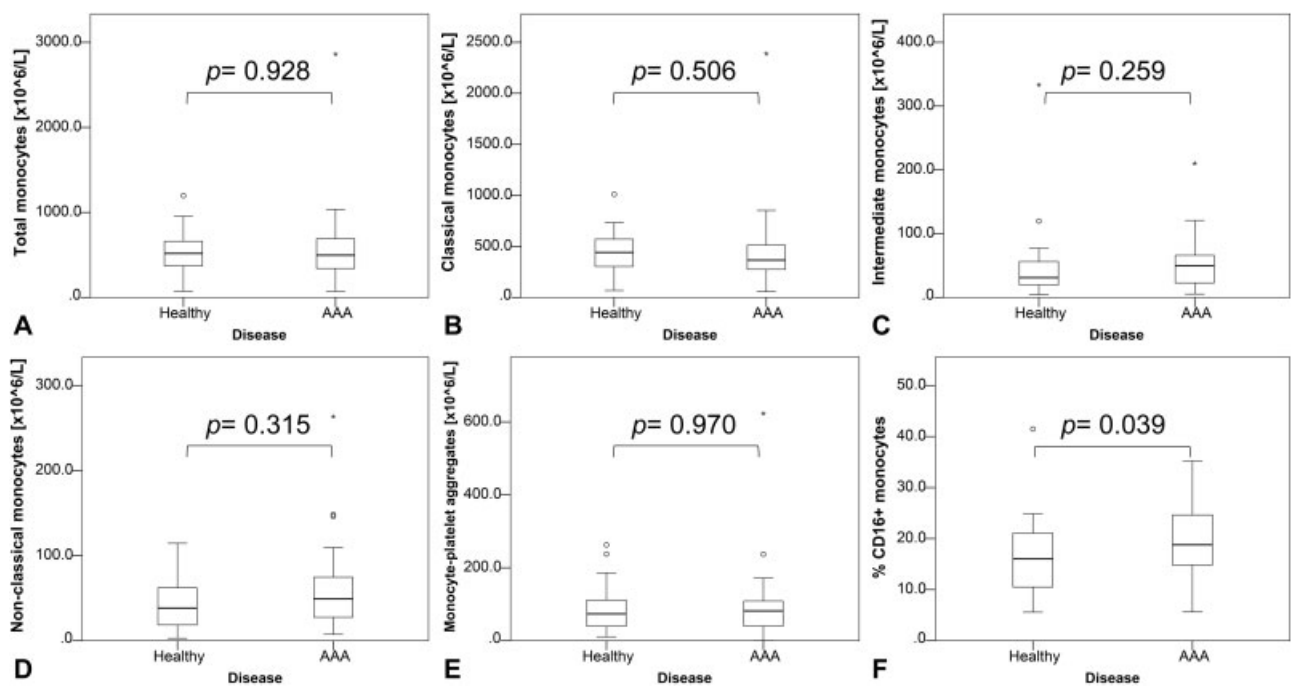 Total monocytes [x10^6/L]
3000.0
2000.0
1000.0
.0
p= 0.928
Healthy
AAA
Disease
A
Classical monocytes [x10^6/L]
2500.0
2000.0
1500.0
1000.0
500.0
.0
p= 0.506
Healthy
AAA
Disease
B
Intermediate monocytes [x10^6/L]
400.0
300.0
200.0
100.0
.0
p= 0.259
Healthy
AAA
Disease
C
Non-classical monocytes [x10^6/L]
300.0
200.0
100.0
.0
p= 0.315
Healthy
AAA
Disease
D
Monocyte-platelet aggregates [x10^6/L]
600.0
400.0
200.0
.0
p= 0.970
Healthy
AAA
Disease
E
% CD16+ monocytes
50.0
40.0
30.0
20.0
10.0
.0
p= 0.039
Healthy
AAA
Disease
F